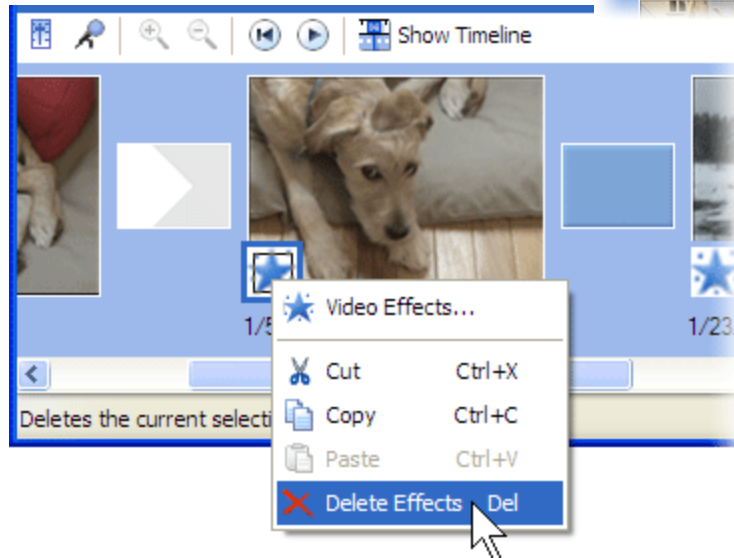 Show Timeline
1/5
1/23
Video Effects...
Cut Ctrl+X
Copy Ctrl+C
Deletes the current selecti
Paste Ctrl+V
Delete Effects Del